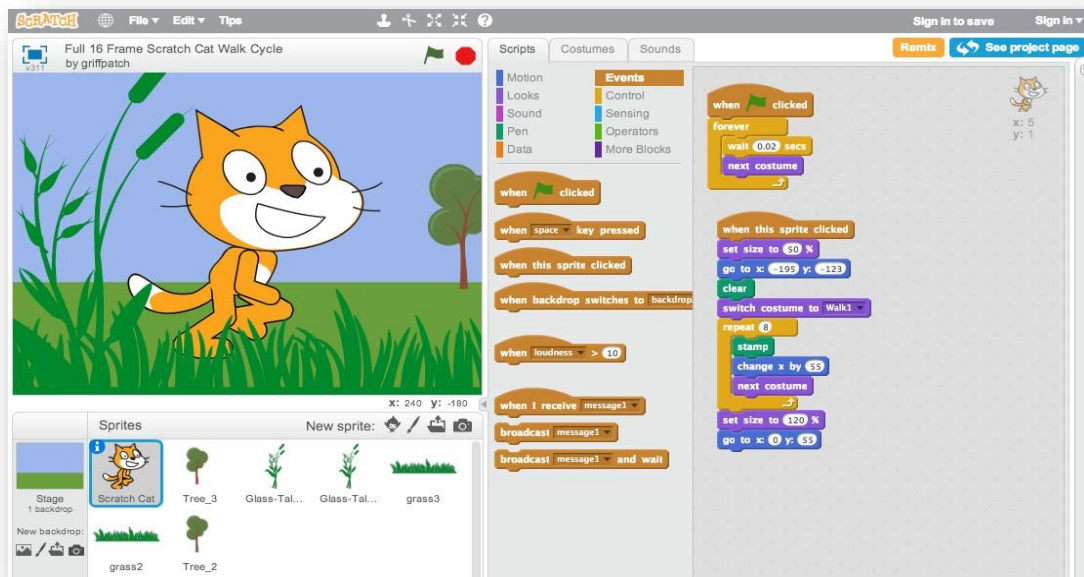 SCRATCH File Edit Tips Sign in to save Sign in
v311
Full 16 Frame Scratch Cat Walk Cycle
by griffpatch
x: 240 y: -180
Sprites New sprite:
Stage
1 backdrop
New backdrop:
Scratch Cat
Tree_3
Glass-Tal...
Glass-Tal...
grass3
grass2
Tree_2
Scripts Costumes Sounds
Remix See project page
Motion Events
Looks Control
Sound Sensing
Pen Operators
Data More Blocks
when clicked
when space key pressed
when this sprite clicked
when backdrop switches to backdrop
when loudness > 10
when I receive message1
broadcast message1
broadcast message1 and wait
when clicked
forever
wait 0.02 secs
next costume
x: 5
y: 1
when this sprite clicked
set size to 50 %
go to x: -195 y: -123
clear
switch costume to Walk1
repeat 8
stamp
change x by 55
next costume
set size to 120 %
go to x: 0 y: 55